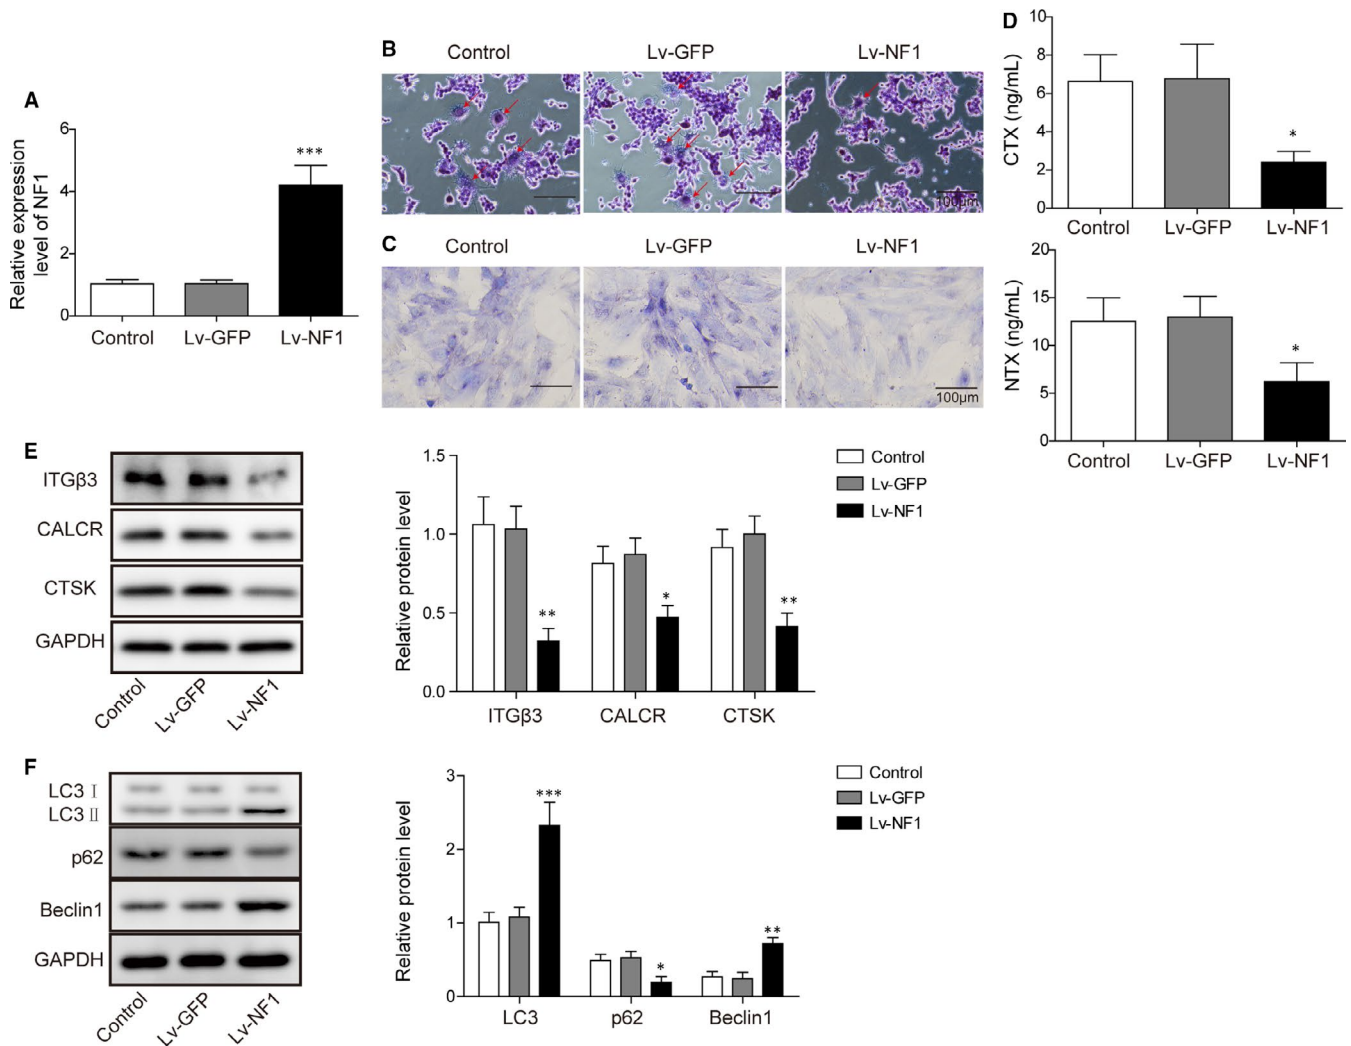 A
Relative expression
level of NF1
6
4
2
0
***
Control
Lv-GFP
Lv-NF1
B
Control
Lv-GFP
Lv-NF1
100μm
C
Control
Lv-GFP
Lv-NF1
100μm
D
CTX (ng/mL)
10
8
6
4
2
0
*
Control
Lv-GFP
Lv-NF1
NTX (ng/mL)
20
15
10
5
0
*
Control
Lv-GFP
Lv-NF1
E
ITGβ3
CALCR
CTSK
GAPDH
Control
Lv-GFP
Lv-NF1
Relative protein level
1.5
1.0
0.5
0.0
**
*
**
ITGβ3
CALCR
CTSK
Control
Lv-GFP
Lv-NF1
F
LC3 Ⅰ
LC3 Ⅱ
p62
Beclin1
GAPDH
Control
Lv-GFP
Lv-NF1
Relative protein level
3
2
1
0
***
*
**
LC3
p62
Beclin1
Control
Lv-GFP
Lv-NF1